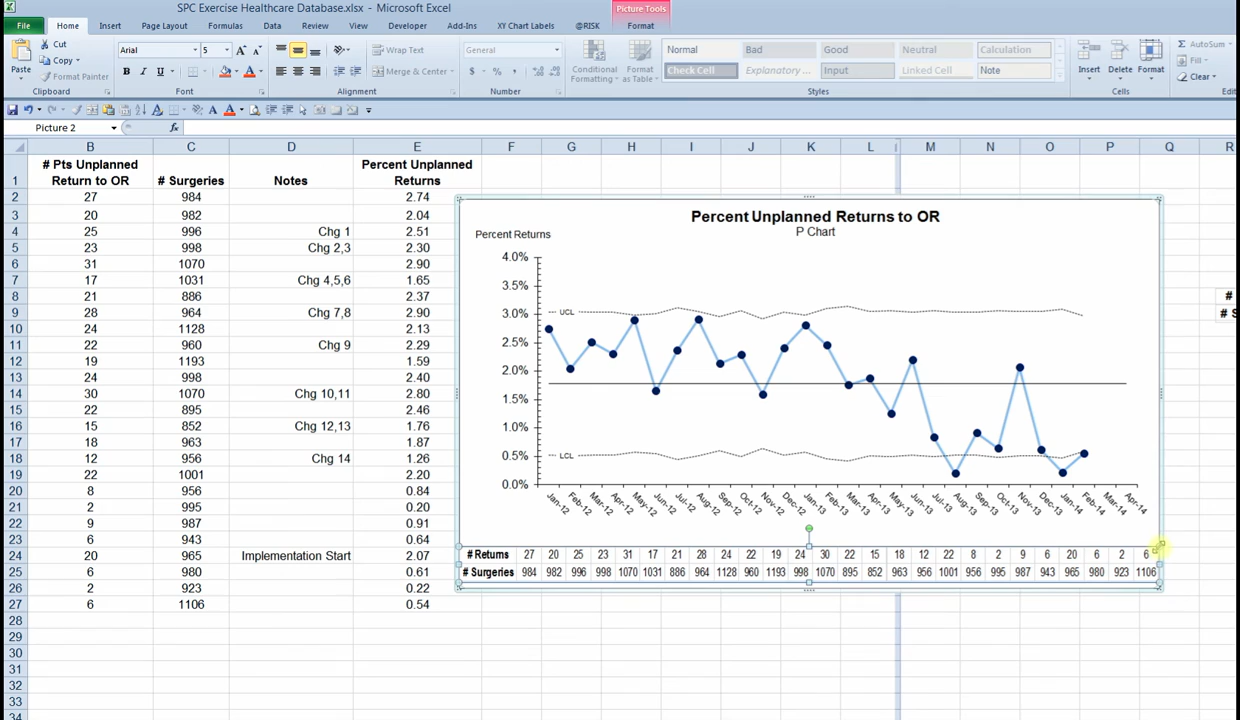 SPC Exercise Healthcare Database.xlsx - Microsoft Excel
Picture Tools
File Home Insert Page Layout Formulas Data Review View Developer Add-Ins XY Chart Labels @RISK Format
Cut
Copy
Format Painter
Paste
Clipboard
Arial 5
B I U
Font
Wrap Text
Merge & Center
Alignment
General
$ % ,
Number
Conditional Formatting
Format as Table
Normal Bad Good Neutral Calculation
Check Cell Explanatory ... Input Linked Cell Note
Styles
Insert Delete Format
Cells
AutoSum
Fill
Clear
Picture 2 fx
B C D E F G H I J K L M N O P Q R
1 # Pts Unplanned Return to OR # Surgeries Notes Percent Unplanned Returns
2 27 984 2.74
3 20 982 2.04
4 25 996 Chg 1 2.51
5 23 998 Chg 2,3 2.30
6 31 1070 2.90
7 17 1031 Chg 4,5,6 1.65
8 21 886 2.37
9 28 964 Chg 7,8 2.90
10 24 1128 2.13
11 22 960 Chg 9 2.29
12 19 1193 1.59
13 24 998 2.40
14 30 1070 Chg 10,11 2.80
15 22 895 2.46
16 15 852 Chg 12,13 1.76
17 18 963 1.87
18 12 956 Chg 14 1.26
19 22 1001 2.20
20 8 956 0.84
21 2 995 0.20
22 9 987 0.91
23 6 943 0.64
24 20 965 Implementation Start 2.07
25 6 980 0.61
26 2 923 0.22
27 6 1106 0.54
28
29
30
31
32
33
34
Percent Unplanned Returns to OR
P Chart
Percent Returns
4.0%
3.5%
3.0%
2.5%
2.0%
1.5%
1.0%
0.5%
0.0%
UCL
LCL
Jan-12 Feb-12 Mar-12 Apr-12 May-12 Jun-12 Jul-12 Aug-12 Sep-12 Oct-12 Nov-12 Dec-12 Jan-13 Feb-13 Mar-13 Apr-13 May-13 Jun-13 Jul-13 Aug-13 Sep-13 Oct-13 Nov-13 Dec-13 Jan-14 Feb-14 Mar-14 Apr-14
# Returns 27 20 25 23 31 17 21 28 24 22 19 24 30 22 15 18 12 22 8 2 9 6 20 6 2 6
# Surgeries 984 982 996 998 1070 1031 886 964 1128 960 1193 998 1070 895 852 963 956 1001 956 995 987 943 965 980 923 1106
#
# S